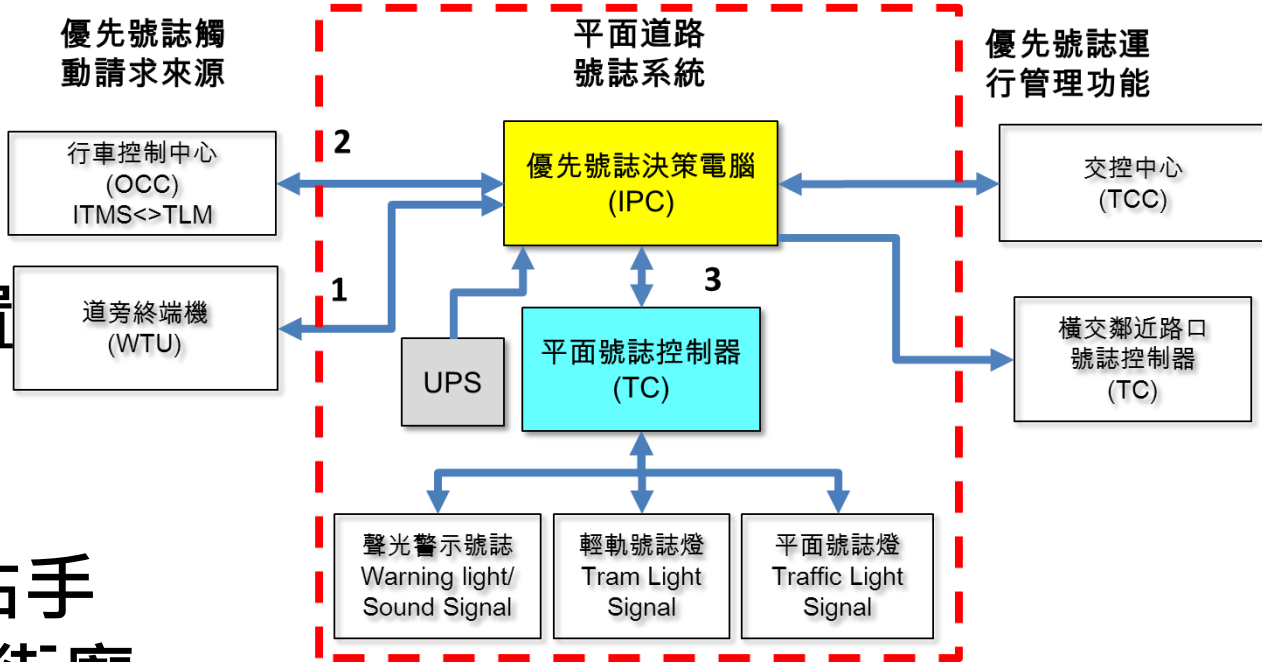 優先號誌觸
動請求來源
平面道路
號誌系統
優先號誌運
行管理功能
行車控制中心
(OCC)
ITMS<>TLM
2
優先號誌決策電腦
(IPC)
交控中心
(TCC)
道旁終端機
(WTU)
1
3
UPS
平面號誌控制器
(TC)
橫交鄰近路口
號誌控制器
(TC)
聲光警示號誌
Warning light/
Sound Signal
輕軌號誌燈
Tram Light
Signal
平面號誌燈
Traffic Light
Signal
右手